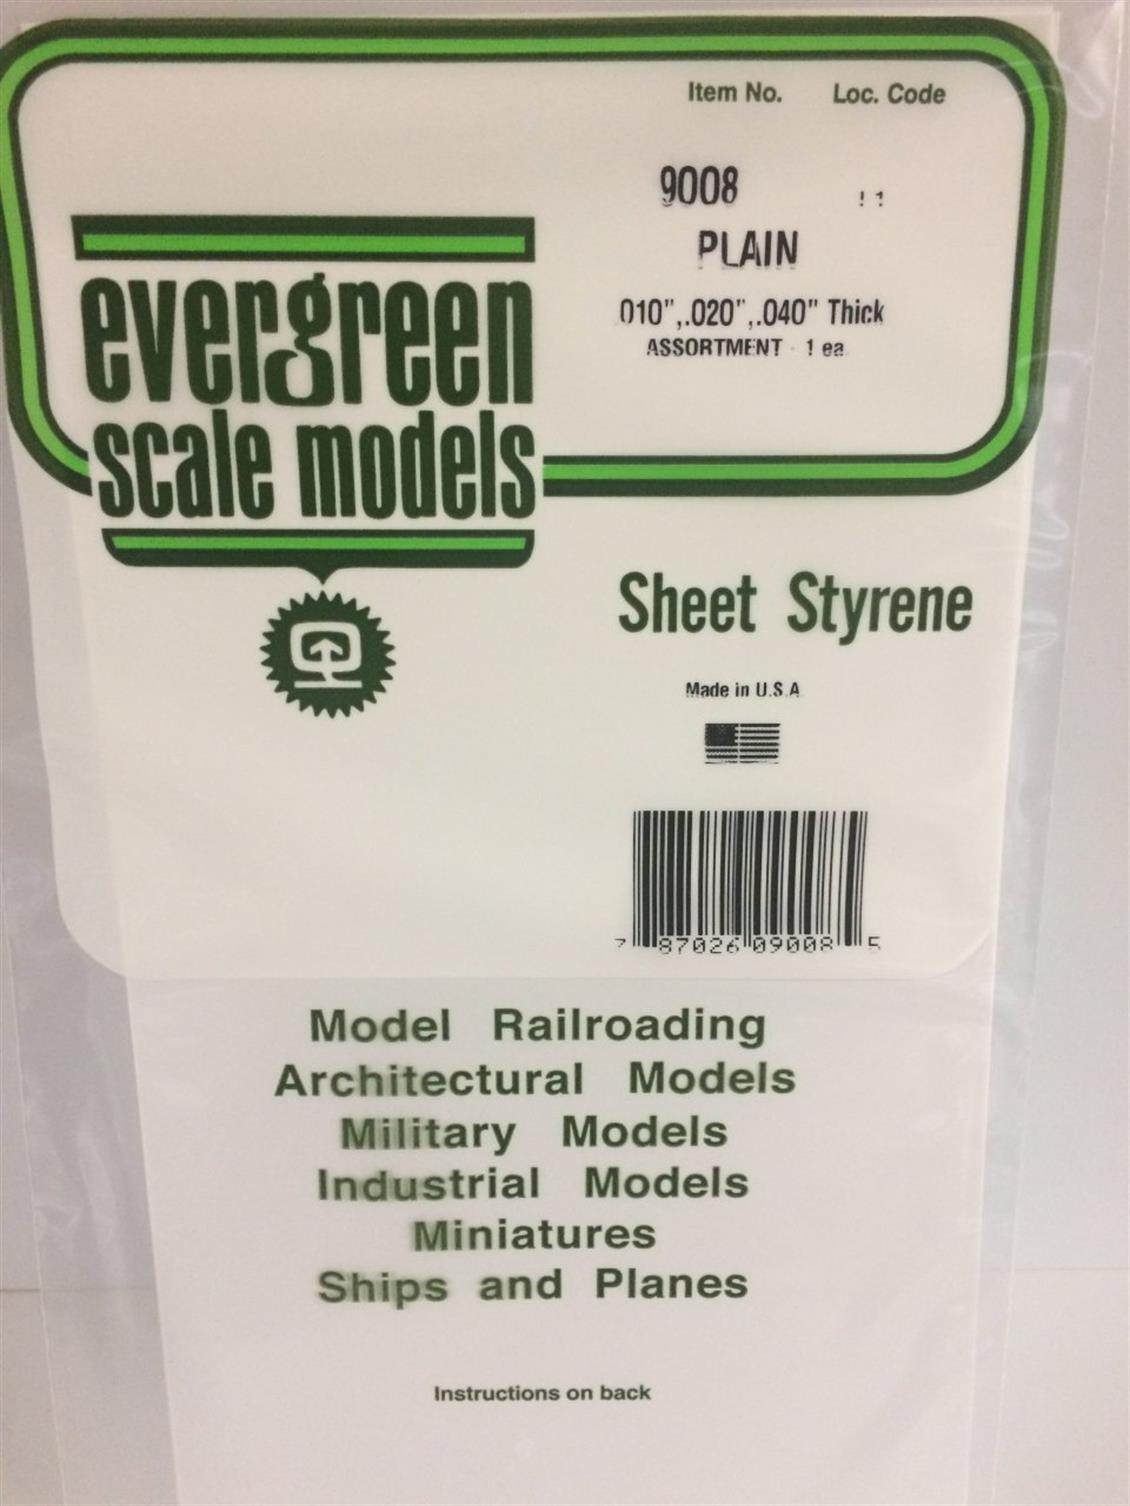 Item No. Loc. Code
9008
PLAIN
.010",.020",.040" Thick
ASSORTMENT - 1 ea.
evergreen
scale models
Sheet Styrene
Made in U.S.A
7 87026 09008 5
Model Railroading
Architectural Models
Military Models
Industrial Models
Miniatures
Ships and Planes
Instructions on back